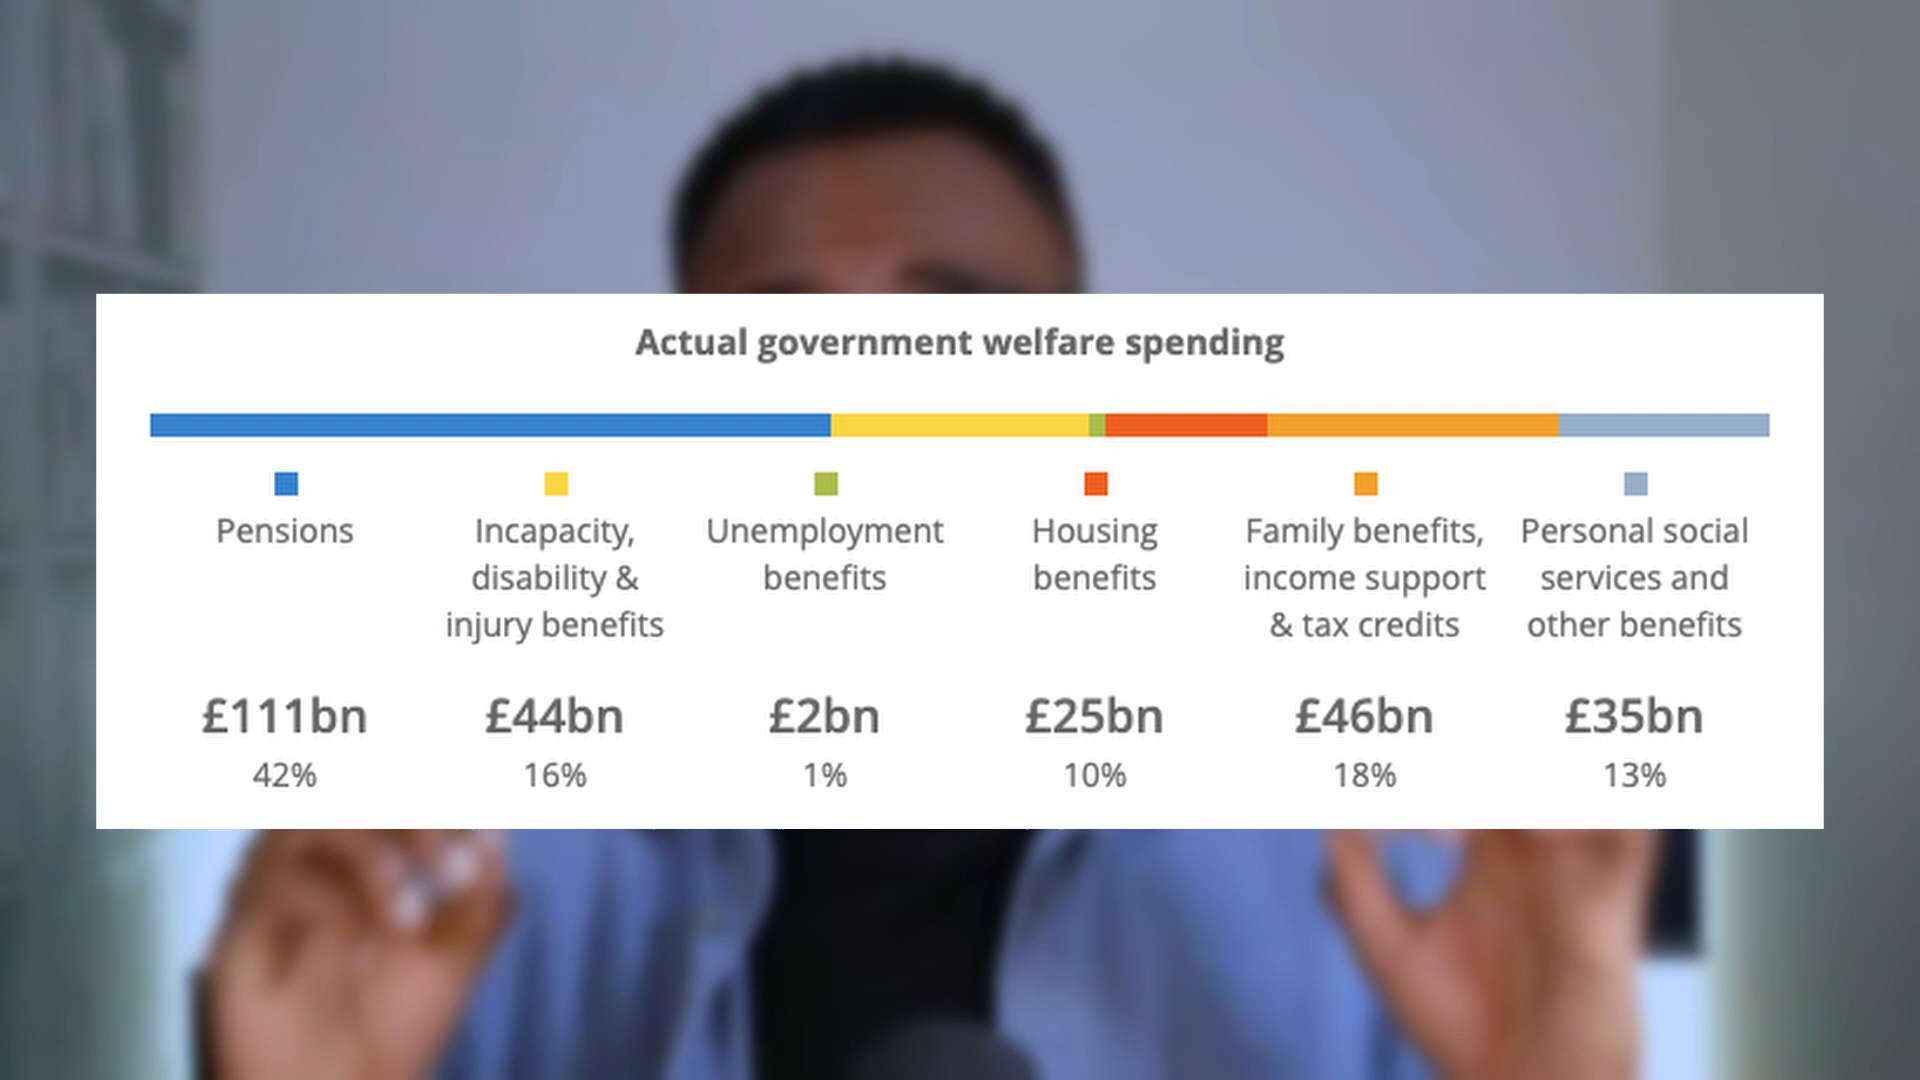 Actual government welfare spending
Pensions
Incapacity,
disability &
injury benefits
Unemployment
benefits
Housing
benefits
Family benefits,
income support
& tax credits
Personal social
services and
other benefits
£111bn
£44bn
£2bn
£25bn
£46bn
£35bn
42%
16%
1%
10%
18%
13%